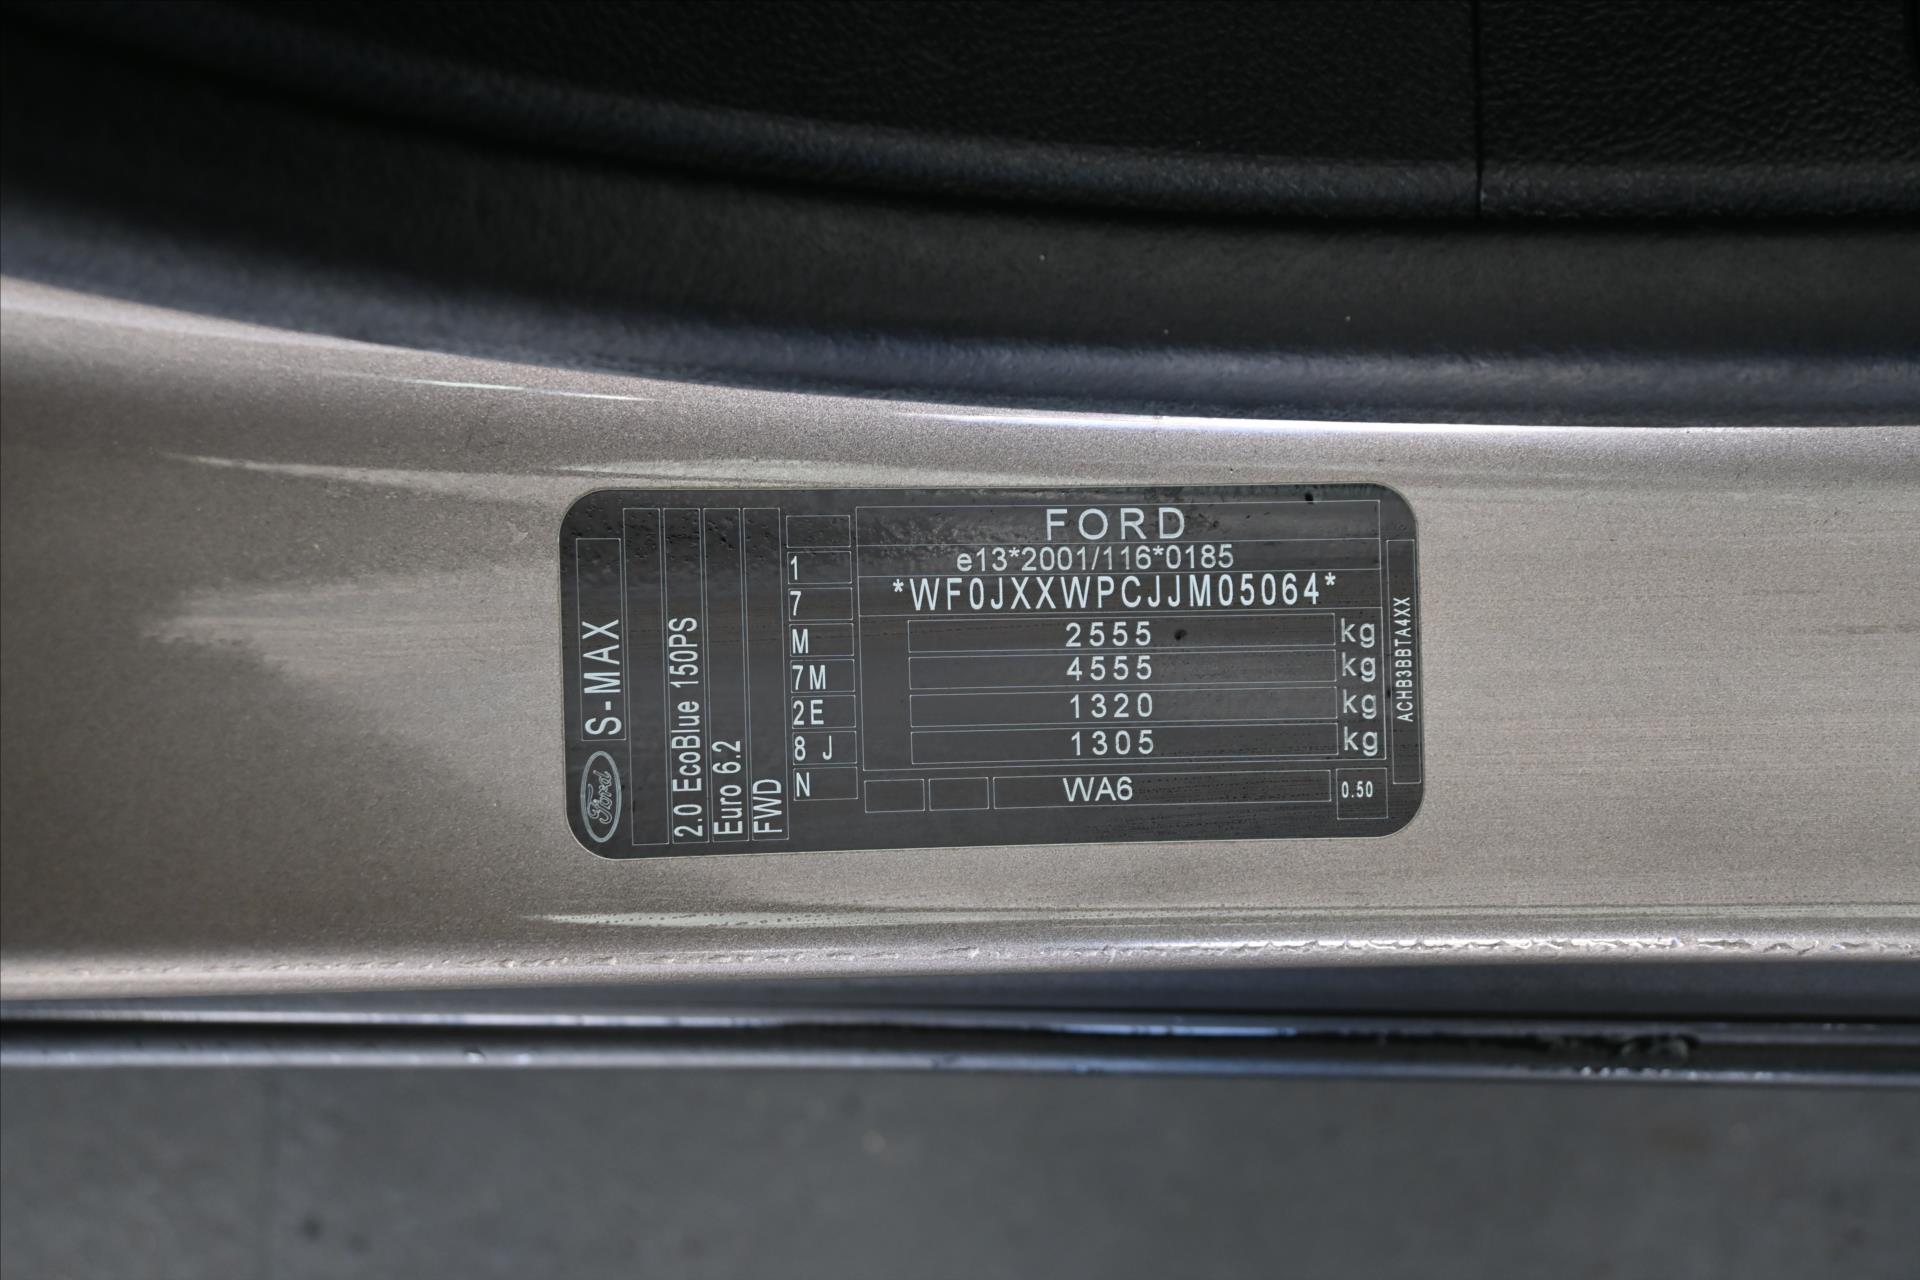 Ford
S-MAX
2.0 EcoBlue 150PS
Euro 6.2
FWD
1
7
M
7M
2E
8 J
N
FORD
e13*2001/116*0185
*WF0JXXWPCJJM05064*
2555 kg
4555 kg
1320 kg
1305 kg
WA6
0.50
ACHB3BBTA4XX